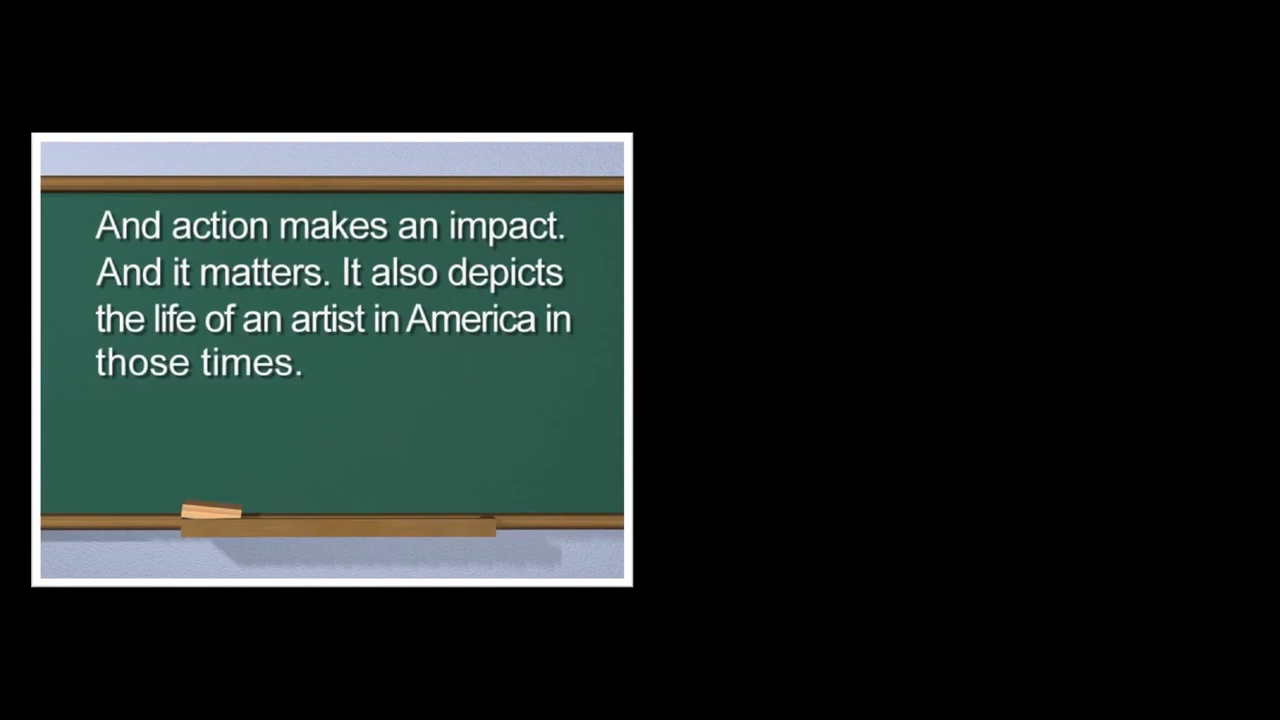 And action makes an impact.
And it matters. It also depicts
the life of an artist in America in
those times.